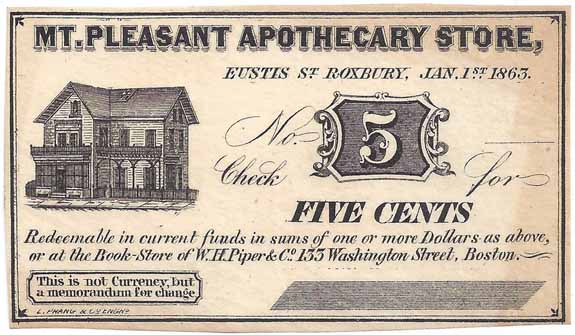 MT. PLEASANT APOTHECARY STORE,
EUSTIS ST ROXBURY, JAN. 1ST 1863.
No. 5
Check for
FIVE CENTS
Redeemable in current funds in sums of one or more Dollars as above,
or at the Book-Store of W.H. Piper & Co. 133 Washington Street, Boston.
This is not Currency, but
a memorandum for change
L. PRANG & CO ENGRS